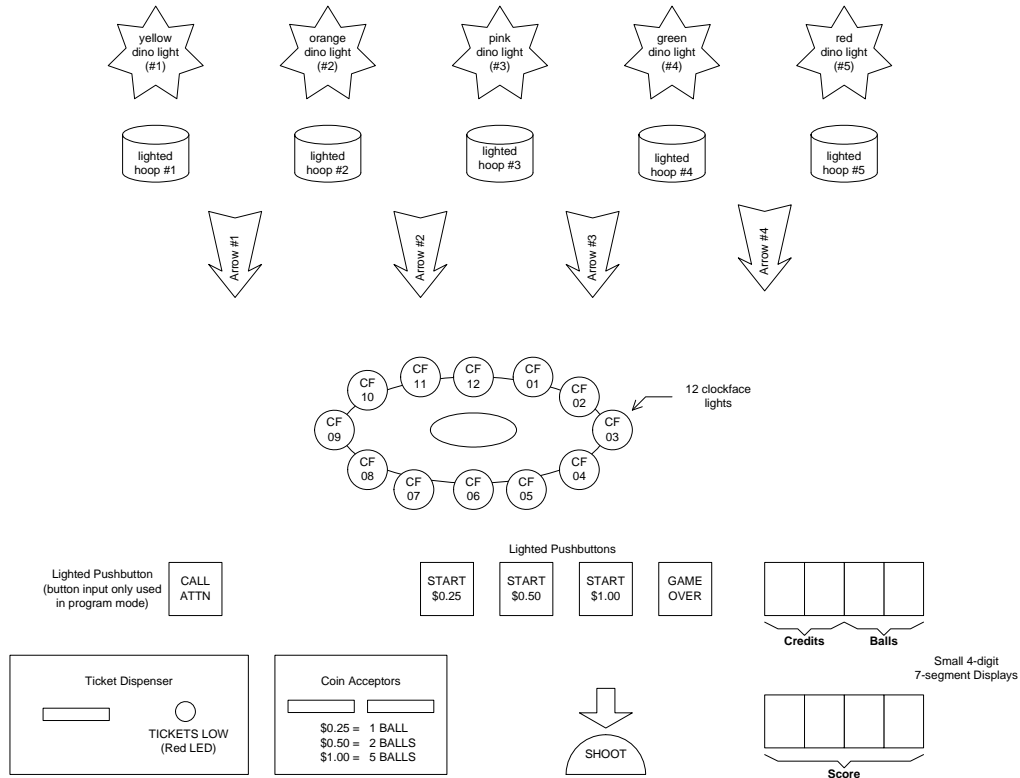 yellow
dino light
(#1)
orange
dino light
(#2)
pink
dino light
(#3)
green
dino light
(#4)
red
dino light
(#5)
lighted
hoop #1
lighted
hoop #2
lighted
hoop #3
lighted
hoop #4
lighted
hoop #5
Arrow #1
Arrow #2
Arrow #3
Arrow #4
CF
11
CF
12
CF
01
CF
10
CF
02
CF
09
CF
03
CF
08
CF
04
CF
07
CF
06
CF
05
12 clockface
lights
Lighted Pushbutton
(button input only used
in program mode)
CALL
ATTN
Lighted Pushbuttons
START
$0.25
START
$0.50
START
$1.00
GAME
OVER
Credits
Balls
Small 4-digit
7-segment Displays
Ticket Dispenser
TICKETS LOW
(Red LED)
Coin Acceptors
$0.25 = 1 BALL
$0.50 = 2 BALLS
$1.00 = 5 BALLS
SHOOT
Score